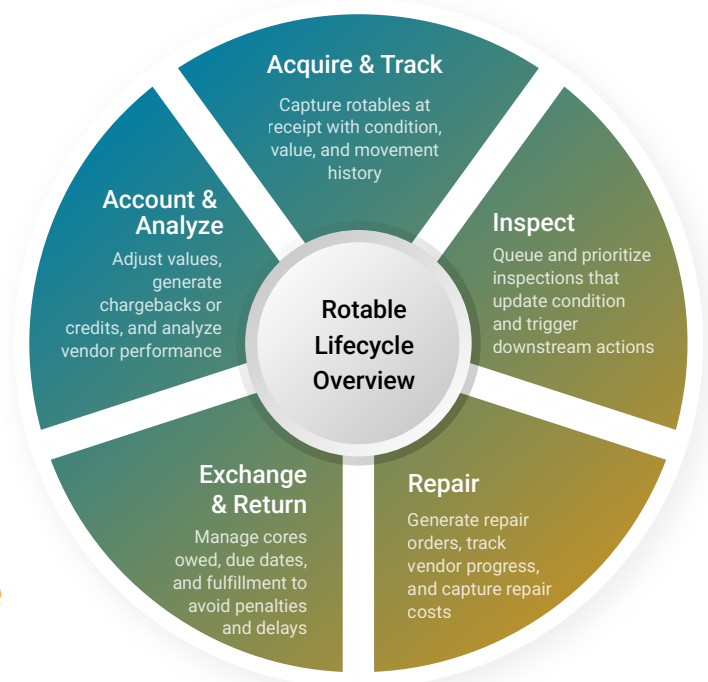 Acquire & Track
Capture rotables at
receipt with condition,
value, and movement
history
Inspect
Queue and prioritize
inspections that
update condition
and trigger
downstream actions
Repair
Generate repair
orders, track
vendor progress,
and capture repair
costs
Exchange
& Return
Manage cores
owed, due dates,
and fulfillment to
avoid penalties
and delays
Account &
Analyze
Adjust values,
generate
chargebacks or
credits, and analyze
vendor performance
Rotable
Lifecycle
Overview